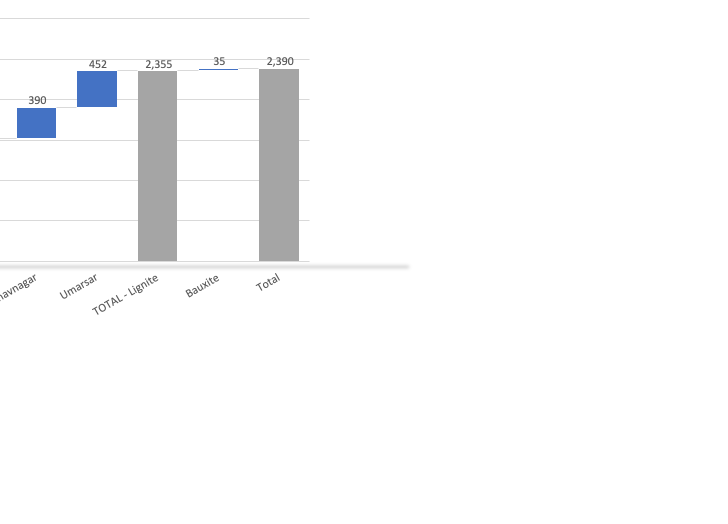 390
452
2,355
35
2,390
Umarsar
TOTAL - Lignite
Bauxite
Total